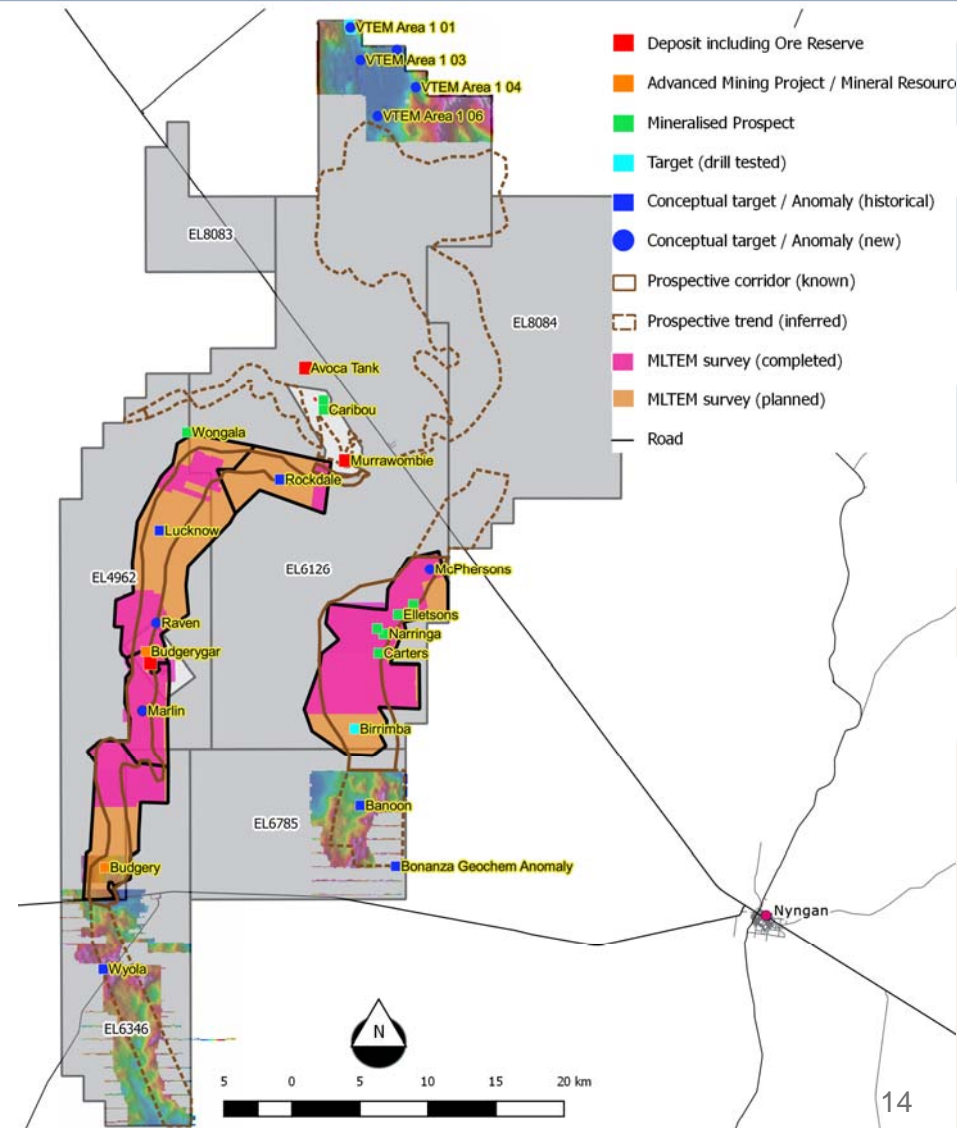 VTEM Area 1 01
VTEM Area 1 03
VTEM Area 1 04
VTEM Area 1 06
Deposit including Ore Reserve
Advanced Mining Project / Mineral Resourc
Mineralised Prospect
Target (drill tested)
Conceptual target / Anomaly (historical)
Conceptual target / Anomaly (new)
Prospective corridor (known)
Prospective trend (inferred)
MLTEM survey (completed)
MLTEM survey (planned)
Road
EL8083
EL8084
Avoca Tank
Caribou
Wongala
Murrawombie
Rockdale
Lucknow
EL4962
EL6126
McPhersons
Elletsons
Raven
Narringa
Budgerygar
Carters
Marlin
Birrimba
Banoon
EL6785
Budgery
Bonanza Geochem Anomaly
Nyngan
Wyola
EL6346
N
5 0 5 10 15 20 km
14